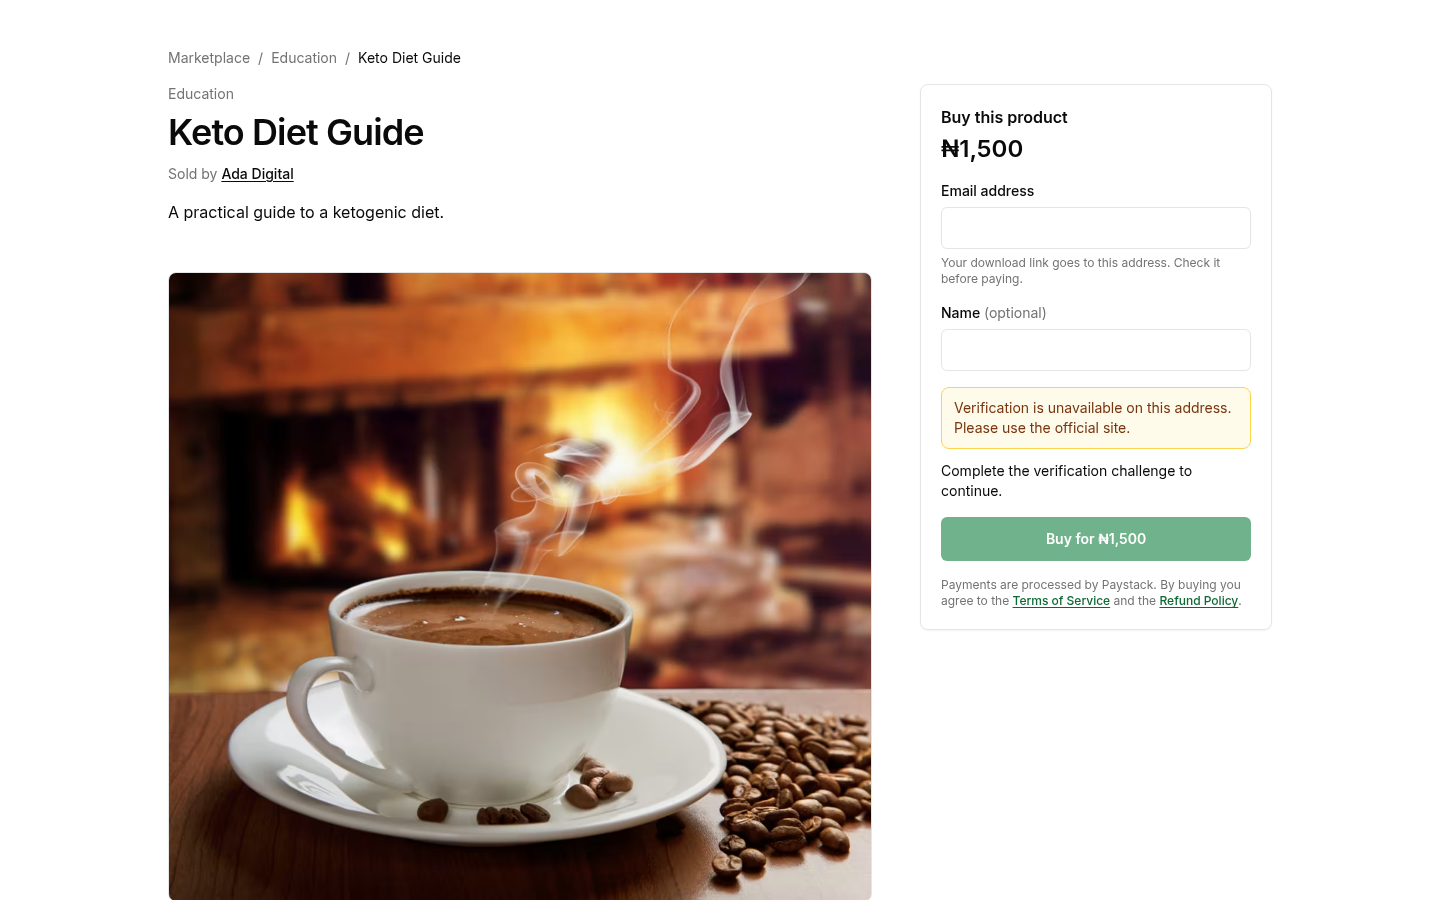 Marketplace / Education / Keto Diet Guide
Education
Keto Diet Guide
Sold by Ada Digital
A practical guide to a ketogenic diet.
Buy this product
₦1,500
Email address
Your download link goes to this address. Check it
before paying.
Name (optional)
Verification is unavailable on this address.
Please use the official site.
Complete the verification challenge to
continue.
Buy for ₦1,500
Payments are processed by Paystack. By buying you
agree to the Terms of Service and the Refund Policy.